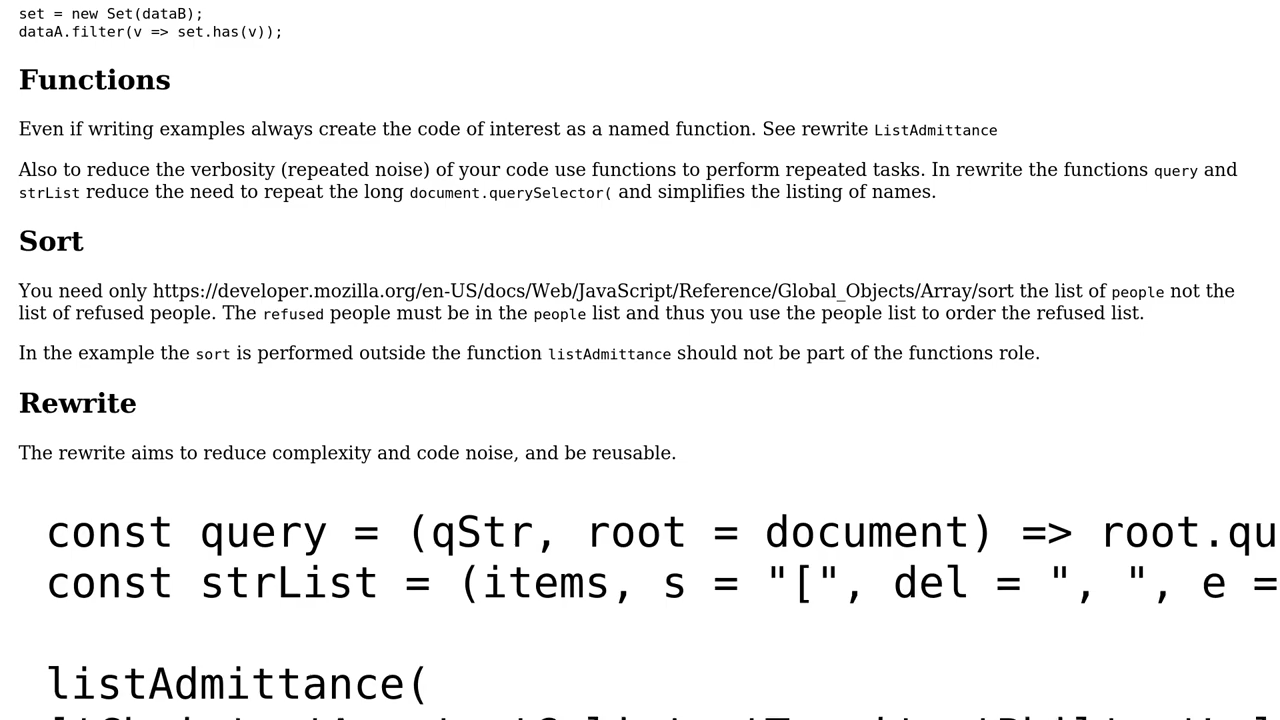 set = new Set(dataB);
dataA.filter(v => set.has(v));
Functions
Even if writing examples always create the code of interest as a named function. See rewrite ListAdmittance
Also to reduce the verbosity (repeated noise) of your code use functions to perform repeated tasks. In rewrite the functions query and
strList reduce the need to repeat the long document.querySelector( and simplifies the listing of names.
Sort
You need only https://developer.mozilla.org/en-US/docs/Web/JavaScript/Reference/Global_Objects/Array/sort the list of people not the
list of refused people. The refused people must be in the people list and thus you use the people list to order the refused list.
In the example the sort is performed outside the function listAdmittance should not be part of the functions role.
Rewrite
The rewrite aims to reduce complexity and code noise, and be reusable.
const query = (qStr, root = document) => root.qu
const strList = (items, s = "[", del = ", ", e =
listAdmittance(